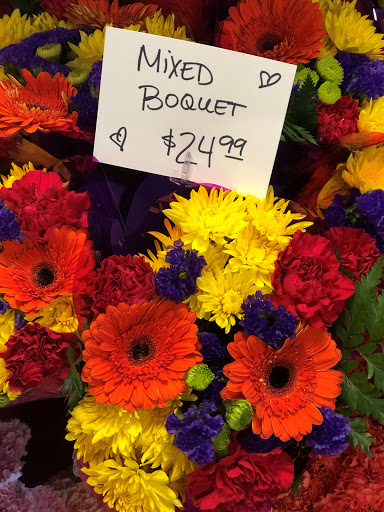 MIXED
BOQUET
$24.99